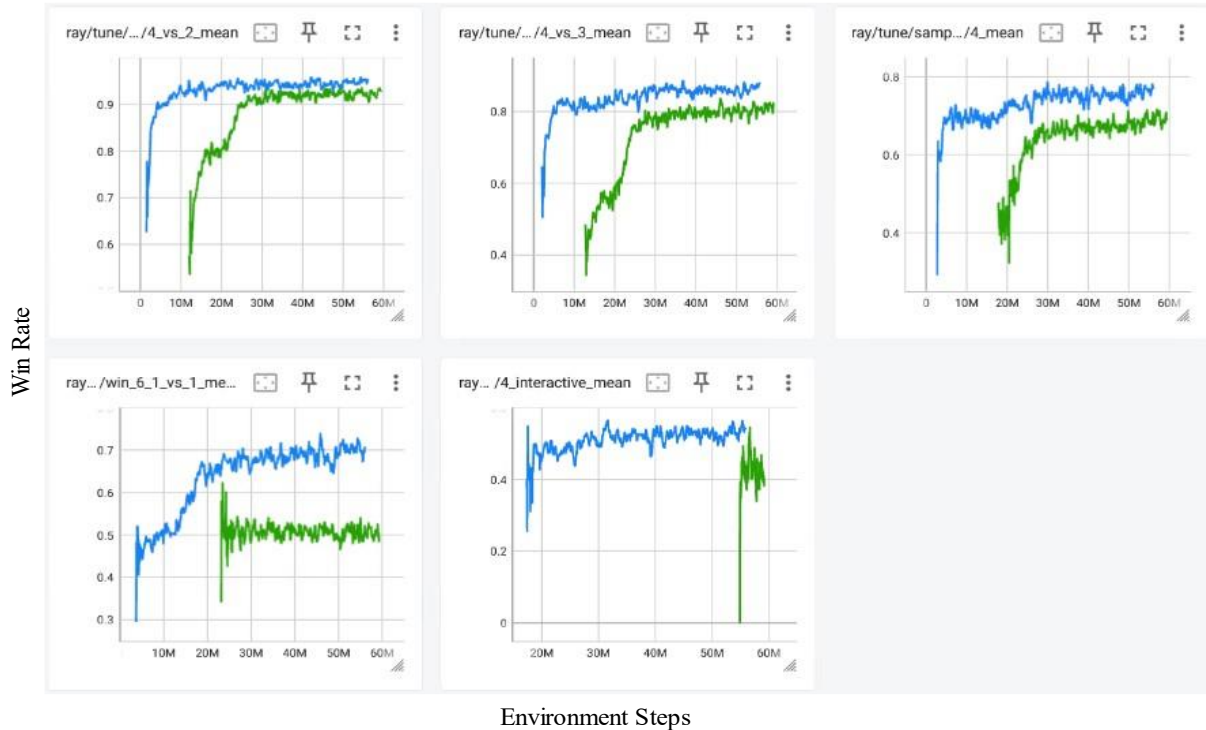 ray/tune/... /4_vs_2_mean
ray/tune/... /4_vs_3_mean
ray/tune/samp... /4_mean
0.9
0.8
0.7
0.6
0 10M 20M 30M 40M 50M 60M
0.8
0.6
0.4
0 10M 20M 30M 40M 50M 60M
0.8
0.6
0.4
0 10M 20M 30M 40M 50M 60M
Win Rate
ray... /win_6_1_vs_1_me...
ray... /4_interactive_mean
0.7
0.6
0.5
0.4
0.3
10M 20M 30M 40M 50M 60M
0.4
0.2
0
20M 30M 40M 50M 60M
Environment Steps